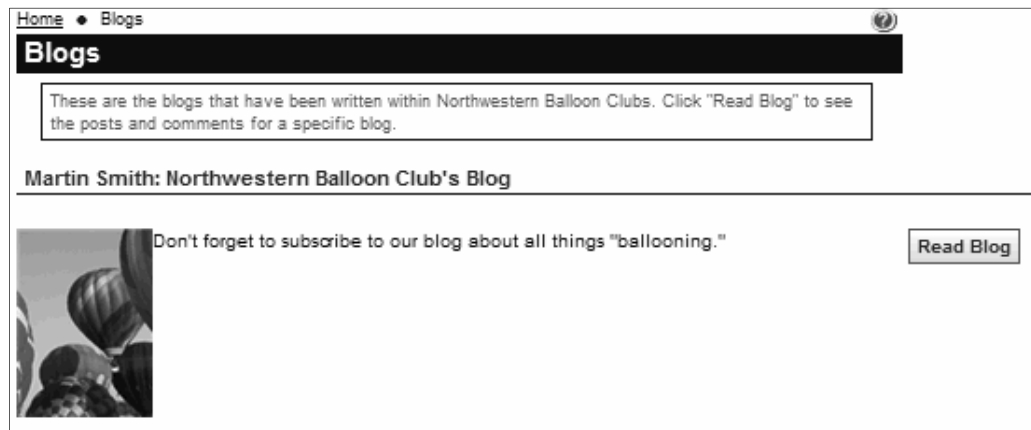 Home ● Blogs
Blogs
These are the blogs that have been written within Northwestern Balloon Clubs. Click "Read Blog" to see
the posts and comments for a specific blog.
Martin Smith: Northwestern Balloon Club's Blog
Don't forget to subscribe to our blog about all things "ballooning."
Read Blog